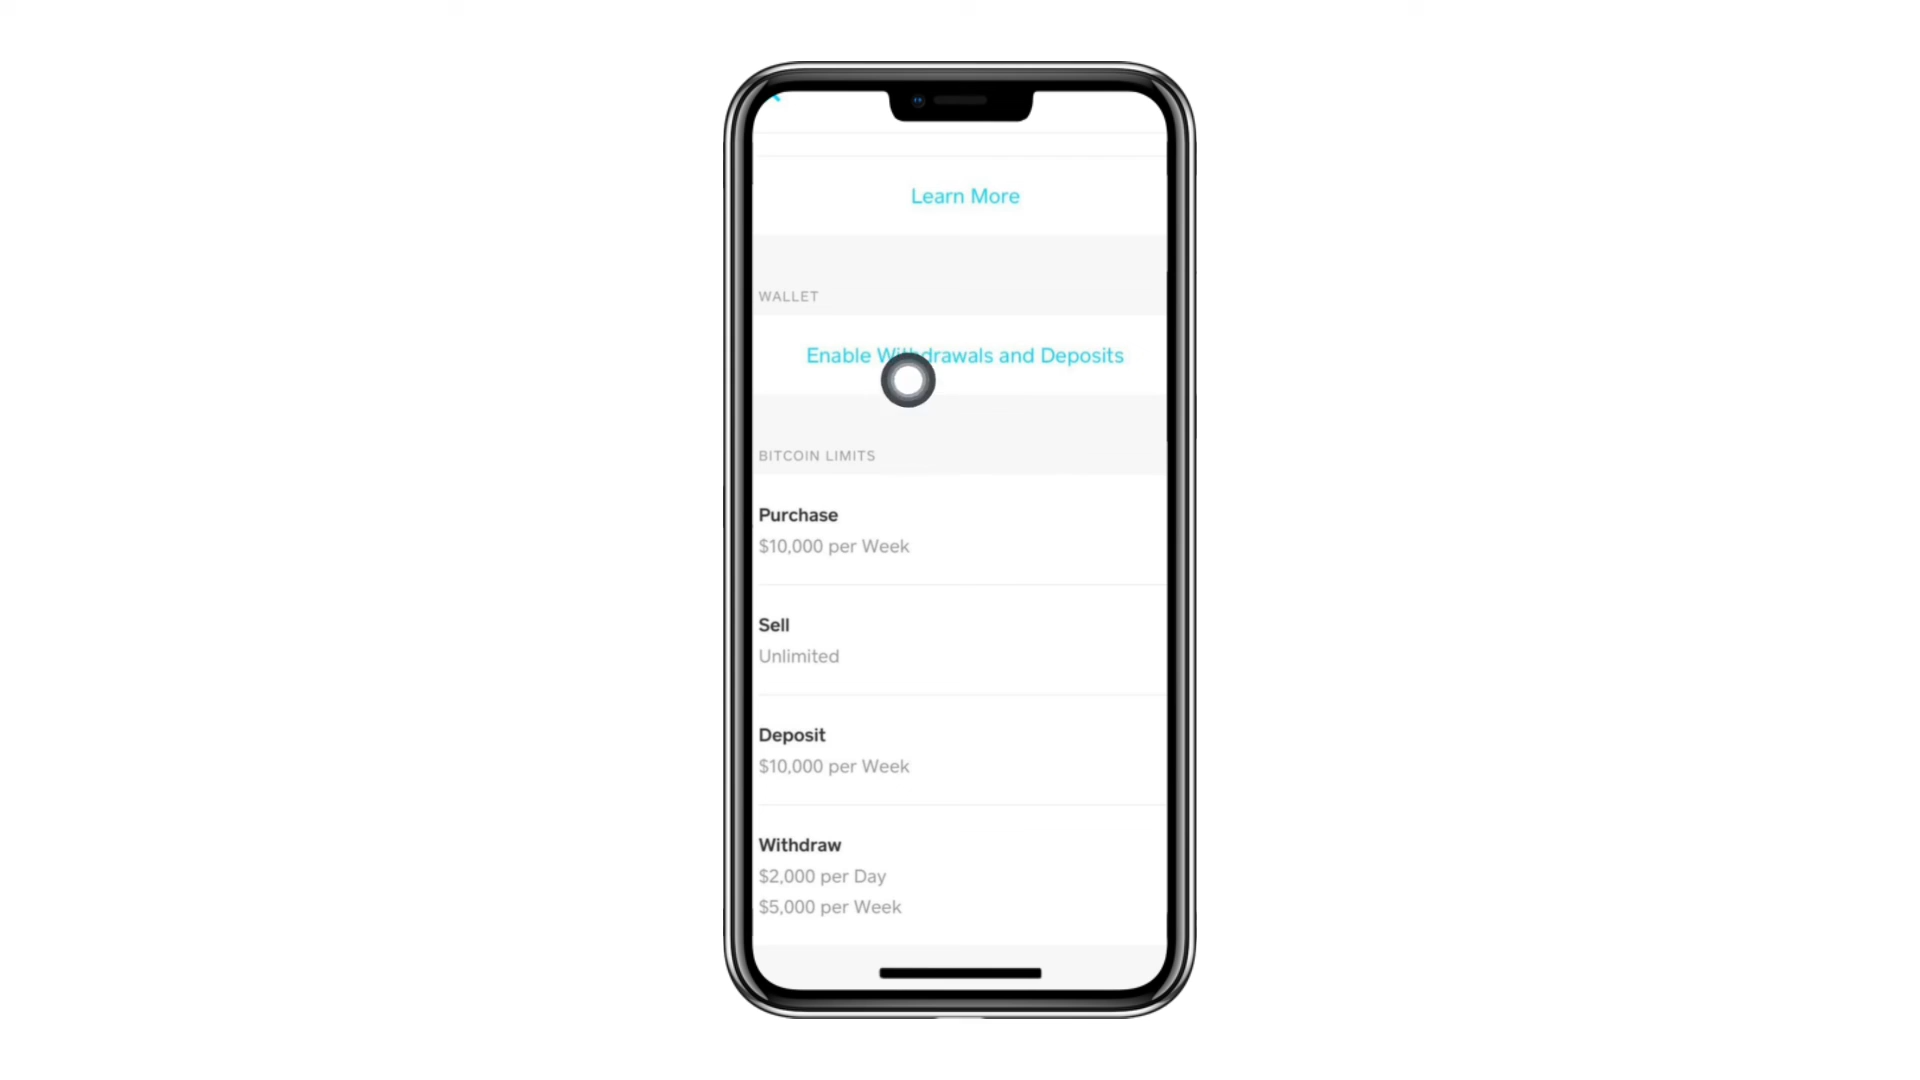 Learn More
WALLET
Enable Withdrawals and Deposits
BITCOIN LIMITS
Purchase
$10,000 per Week
Sell
Unlimited
Deposit
$10,000 per Week
Withdraw
$2,000 per Day
$5,000 per Week